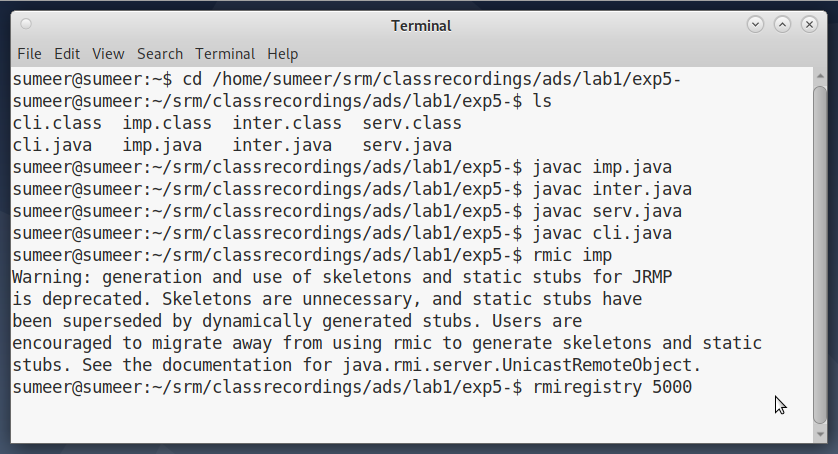 Terminal
File Edit View Search Terminal Help
sumeer@sumeer:~$ cd /home/sumeer/srm/classrecordings/ads/lab1/exp5-
sumeer@sumeer:~/srm/classrecordings/ads/lab1/exp5-$ ls
cli.class  imp.class  inter.class  serv.class
cli.java   imp.java   inter.java   serv.java
sumeer@sumeer:~/srm/classrecordings/ads/lab1/exp5-$ javac imp.java
sumeer@sumeer:~/srm/classrecordings/ads/lab1/exp5-$ javac inter.java
sumeer@sumeer:~/srm/classrecordings/ads/lab1/exp5-$ javac serv.java
sumeer@sumeer:~/srm/classrecordings/ads/lab1/exp5-$ javac cli.java
sumeer@sumeer:~/srm/classrecordings/ads/lab1/exp5-$ rmic imp
Warning: generation and use of skeletons and static stubs for JRMP
is deprecated. Skeletons are unnecessary, and static stubs have
been superseded by dynamically generated stubs. Users are
encouraged to migrate away from using rmic to generate skeletons and static
stubs. See the documentation for java.rmi.server.UnicastRemoteObject.
sumeer@sumeer:~/srm/classrecordings/ads/lab1/exp5-$ rmiregistry 5000